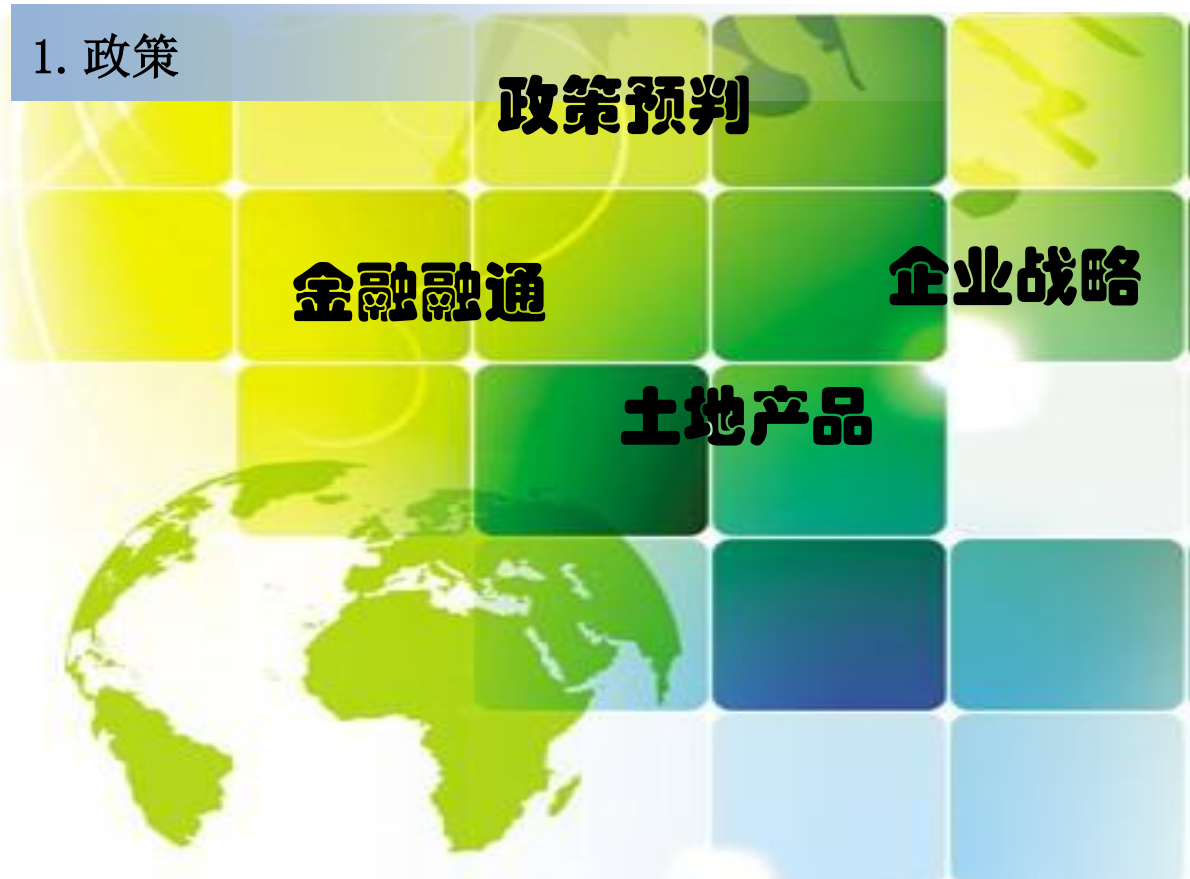 1. 政策
政策预判
金融融通
企业战略
土地产品